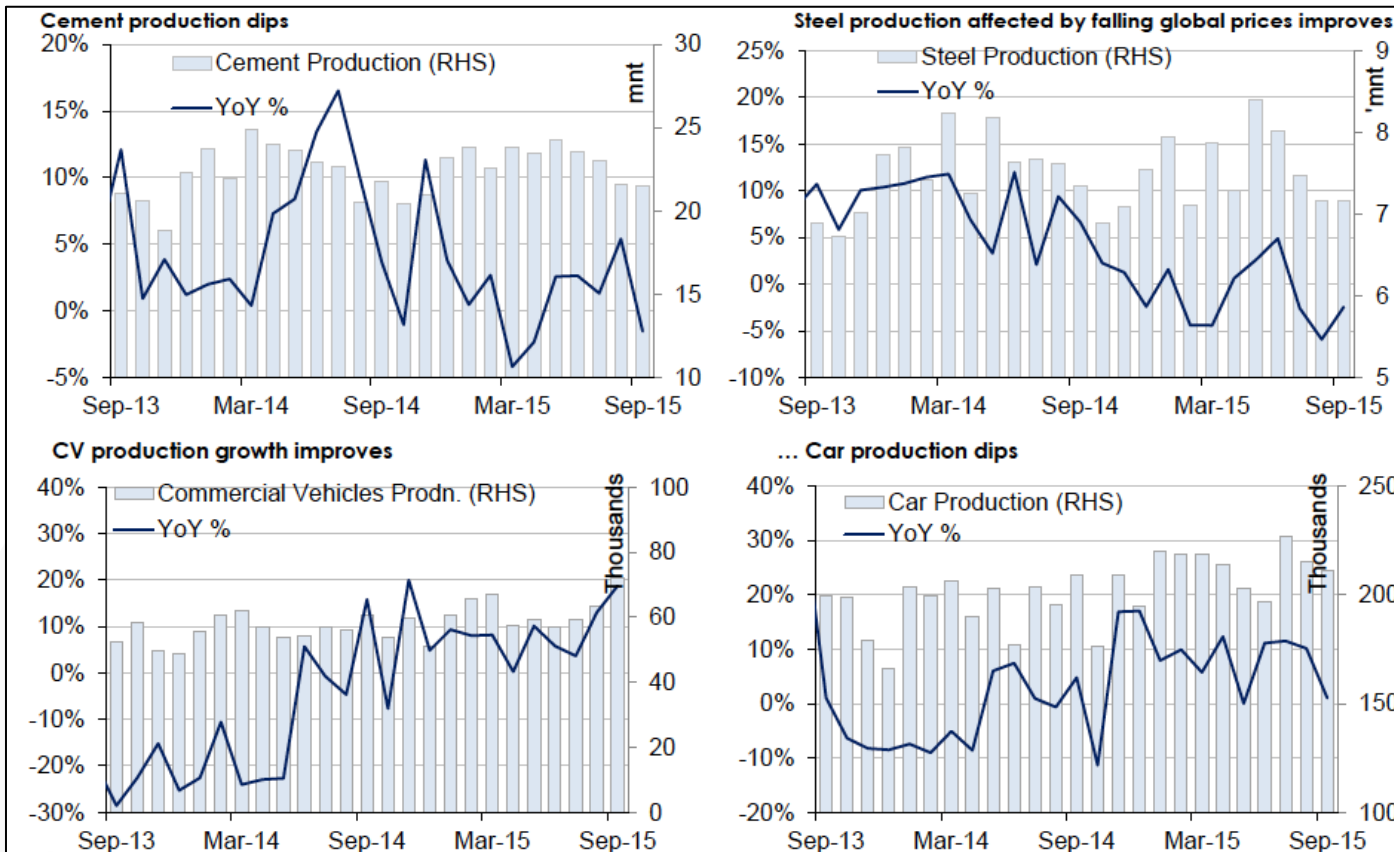 Cement production dips
20%
15%
10%
5%
0%
-5%
Cement Production (RHS)
YoY %
mnt
30
25
20
15
10
Sep-13 Mar-14 Sep-14 Mar-15 Sep-15
Steel production affected by falling global prices improves
25%
20%
15%
10%
5%
0%
-5%
-10%
Steel Production (RHS)
YoY %
'mnt
9
8
7
6
5
Sep-13 Mar-14 Sep-14 Mar-15 Sep-15
CV production growth improves
40%
30%
20%
10%
0%
-10%
-20%
-30%
Commercial Vehicles Prodn. (RHS)
YoY %
Thousands
100
80
60
40
20
0
Sep-13 Mar-14 Sep-14 Mar-15 Sep-15
... Car production dips
40%
30%
20%
10%
0%
-10%
-20%
Car Production (RHS)
YoY %
Thousands
250
200
150
100
Sep-13 Mar-14 Sep-14 Mar-15 Sep-15